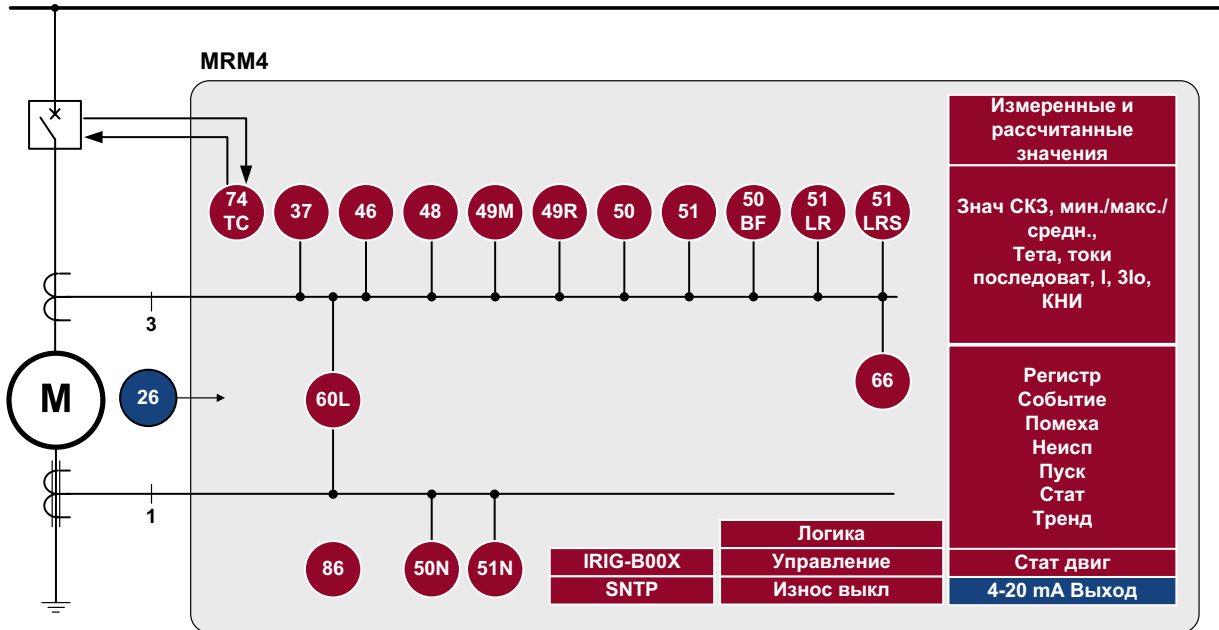 MRM4
74
TC
37
46
48
49M
49R
50
51
50
BF
51
LR
51
LRS
Измеренные и
рассчитанные
значения
Знач СКЗ, мин./макс./
средн.,
Тета, токи
последоват, I, 3Io,
КНИ
3
M
26
60L
66
Регистр
Событие
Помеха
Неисп
Пуск
Стат
Тренд
1
86
50N
51N
IRIG-B00X
SNTP
Логика
Управление
Износ выкл
Стат двиг
4-20 mA Выход